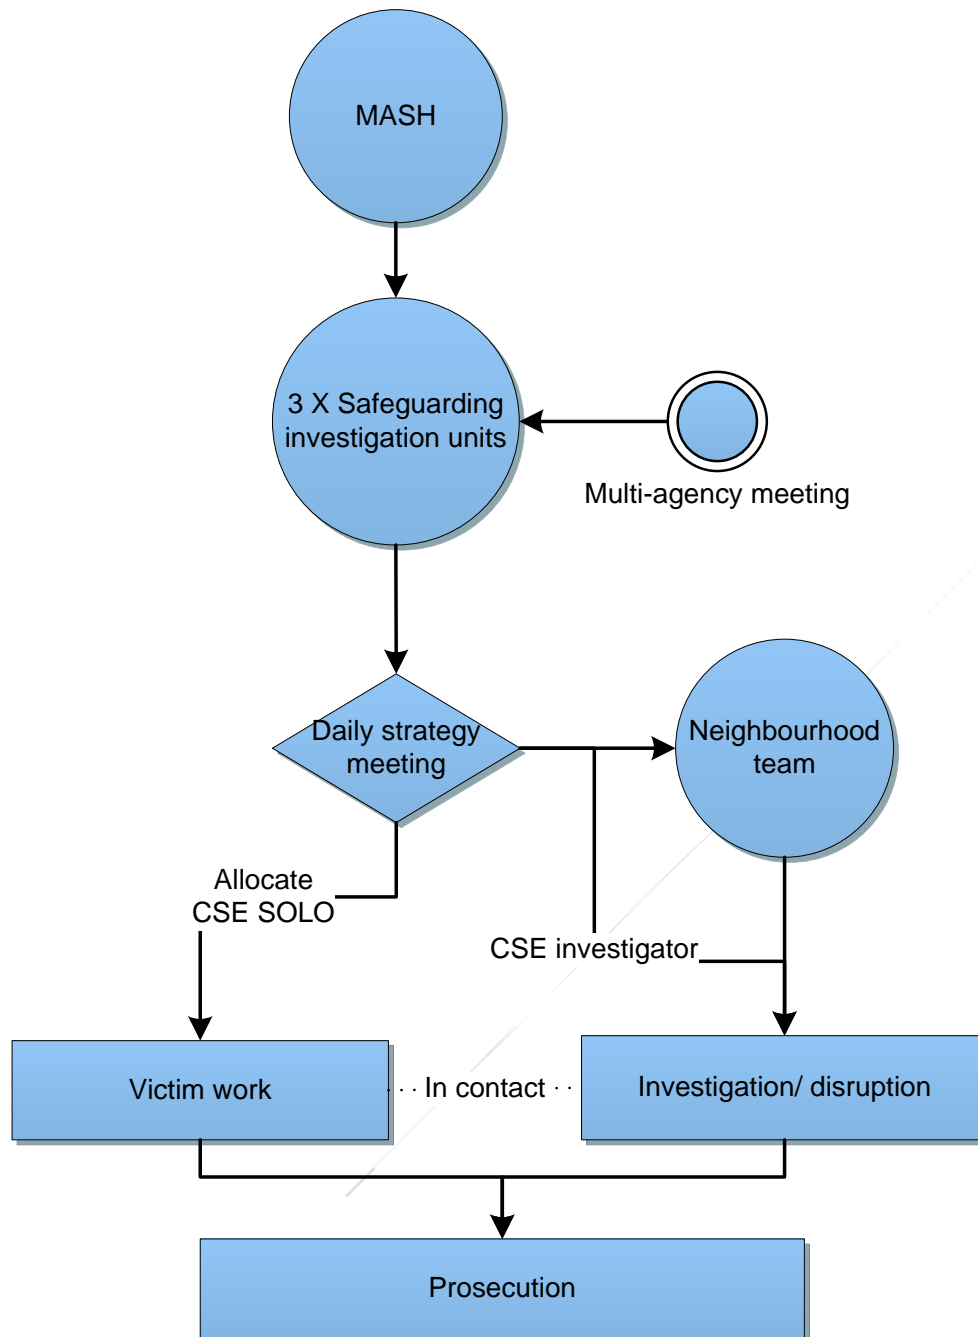 MASH
3 X Safeguarding
investigation units
Multi-agency meeting
Daily strategy
meeting
Neighbourhood
team
Allocate
CSE SOLO
CSE investigator
Victim work
In contact
Investigation/ disruption
Prosecution